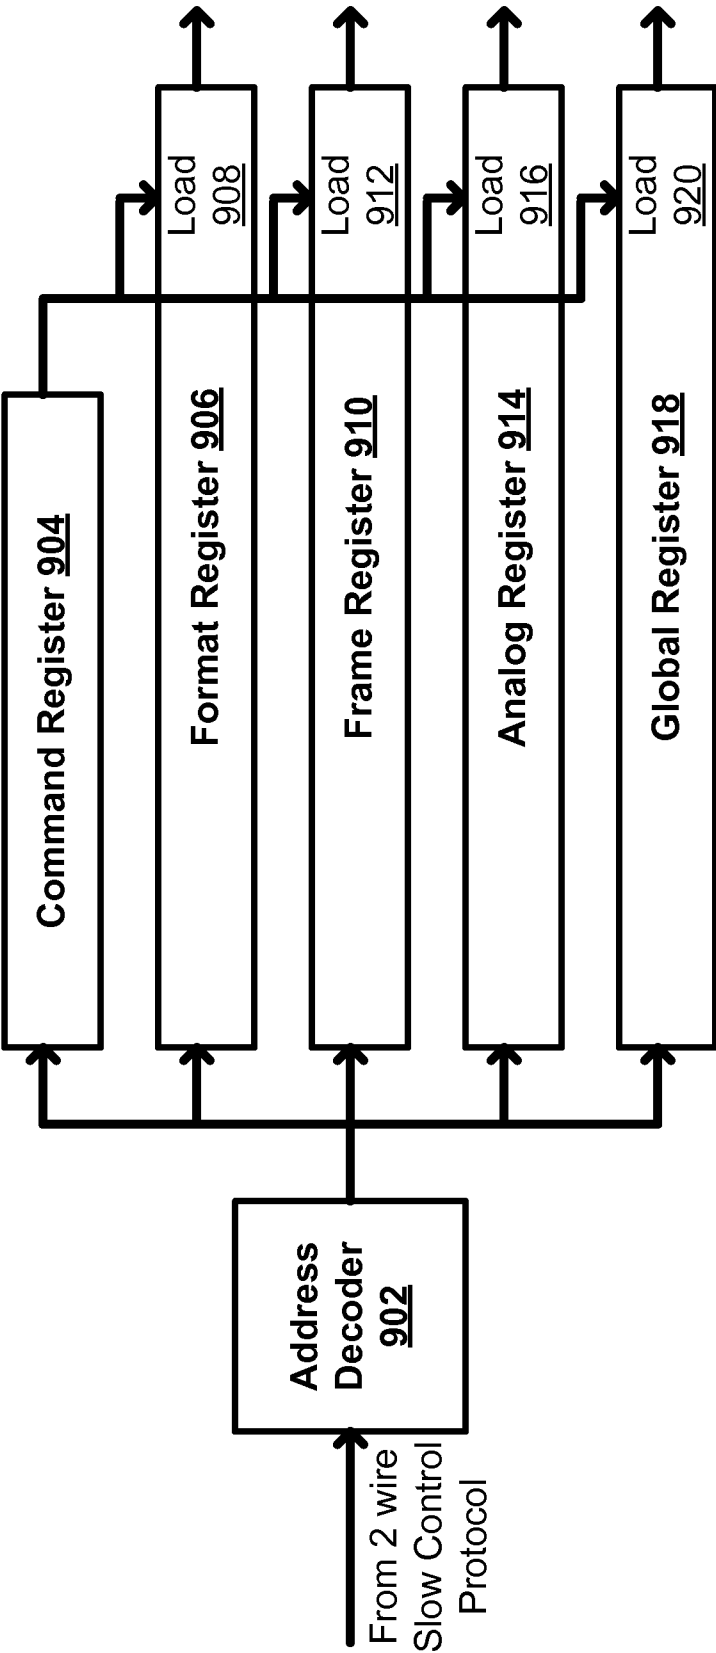 Command Register 904
Format Register 906
Load
908
Frame Register 910
Load
912
Analog Register 914
Load
916
Global Register 918
Load
920
Address
Decoder
902
From 2 wire
Slow Control
Protocol